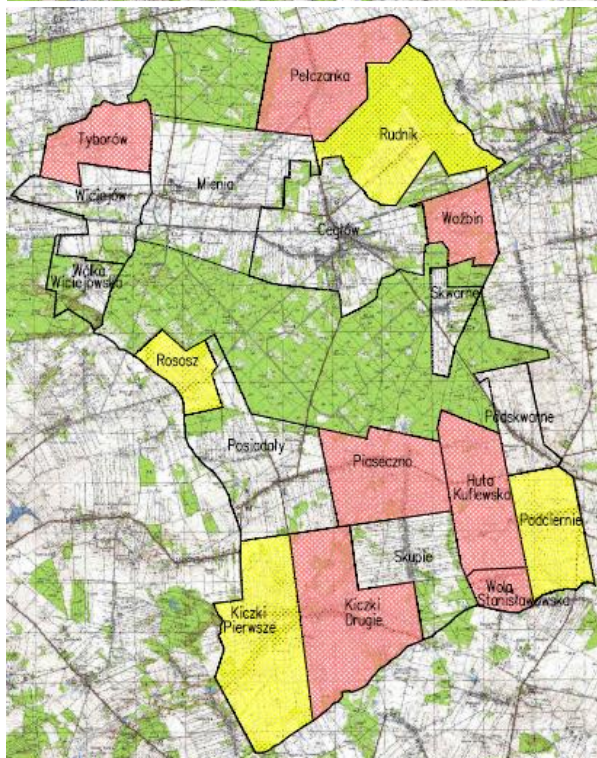 Pełczanka
Rudnik
Tyborów
Wiciejów
Mienia
Cegłów
Woźbin
Wólka
Wiciejowska
Skwarne
Rososz
Podskwarne
Posiadały
Piaseczno
Huta
Kuflewska
Podciernie
Skupie
Wola
Stanisławowska
Kiczki
Pierwsze
Kiczki
Drugie